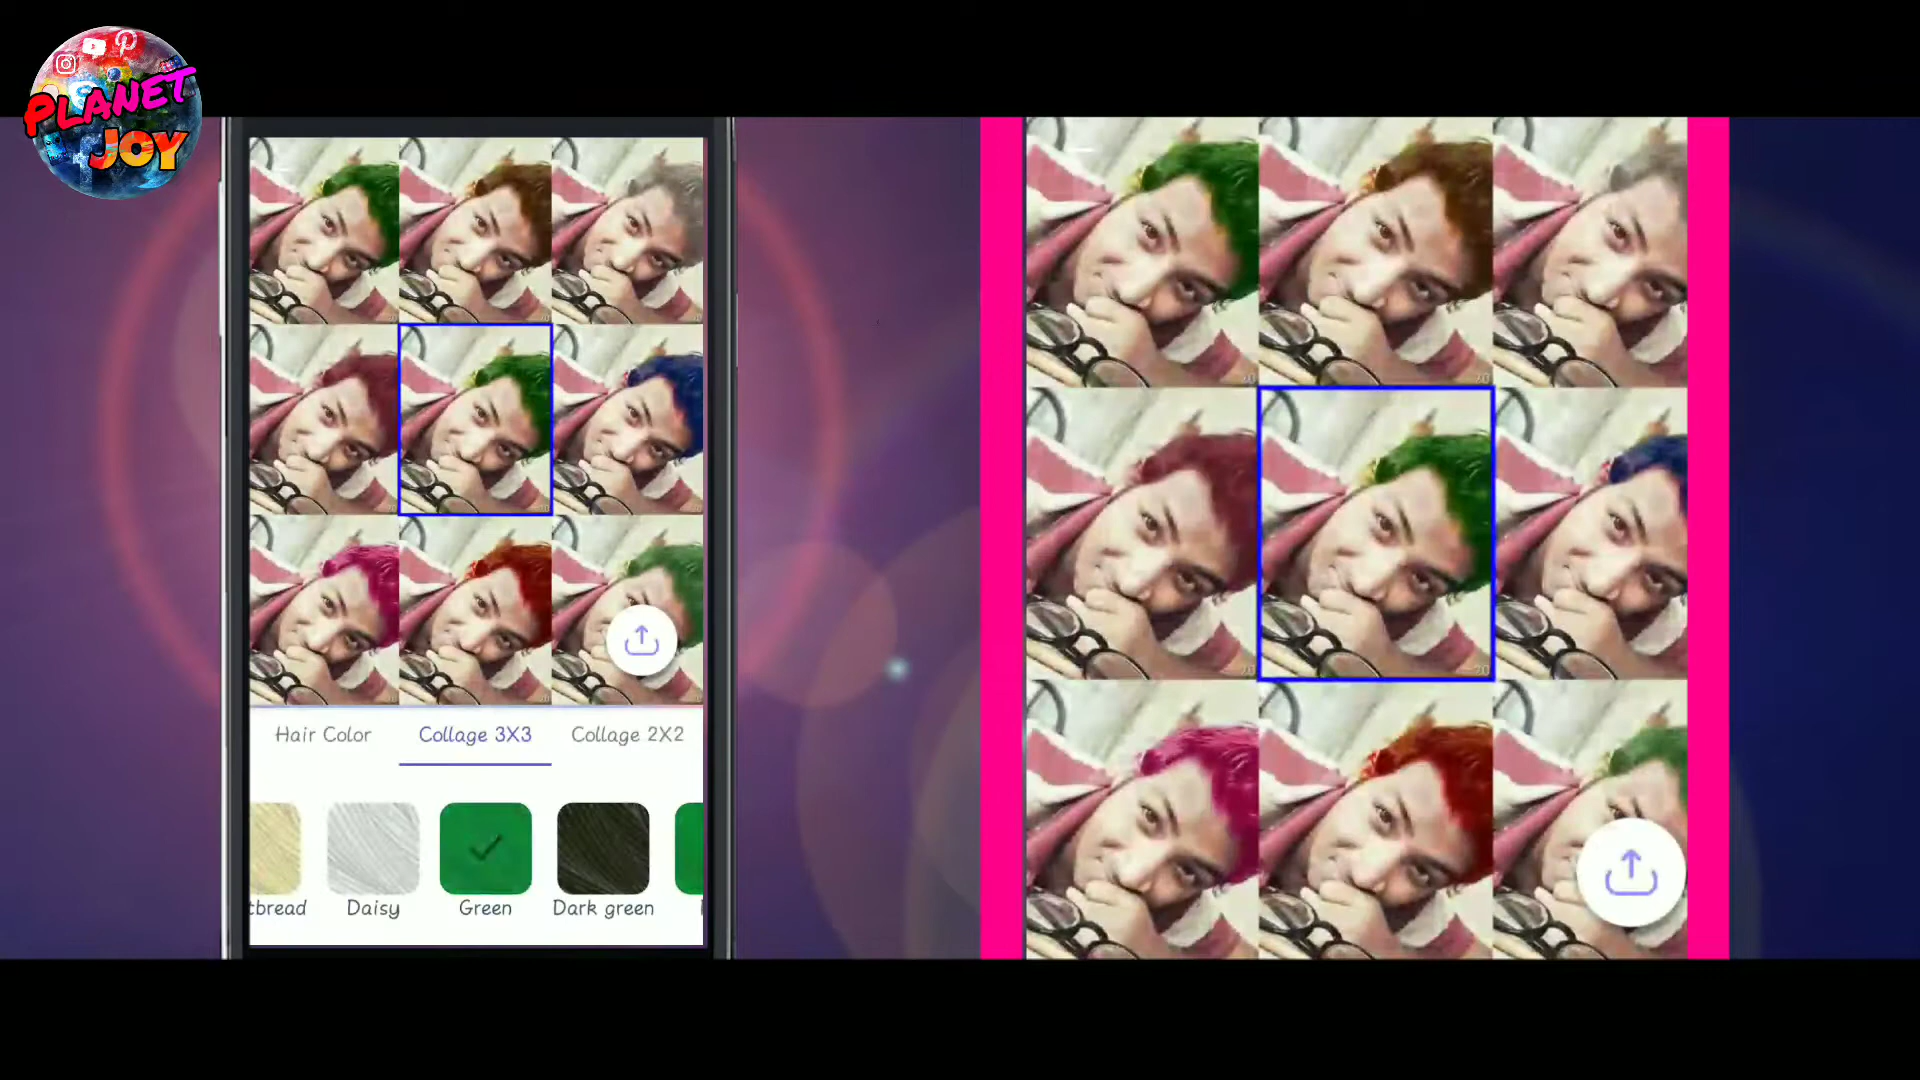 PLANET
JOY
Hair Color
Collage 3X3
Collage 2X2
tbread
Daisy
Green
Dark green